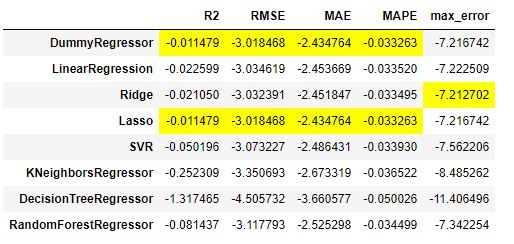 R2 RMSE MAE MAPE max_error
DummyRegressor -0.011479 -3.018468 -2.434764 -0.033263 -7.216742
LinearRegression -0.022599 -3.034619 -2.453669 -0.033520 -7.222509
Ridge -0.021050 -3.032391 -2.451847 -0.033495 -7.212702
Lasso -0.011479 -3.018468 -2.434764 -0.033263 -7.216742
SVR -0.050196 -3.073227 -2.486431 -0.033930 -7.562206
KNeighborsRegressor -0.252309 -3.350693 -2.673319 -0.036522 -8.485262
DecisionTreeRegressor -1.317465 -4.505732 -3.660577 -0.050026 -11.406496
RandomForestRegressor -0.081437 -3.117793 -2.525298 -0.034499 -7.342254